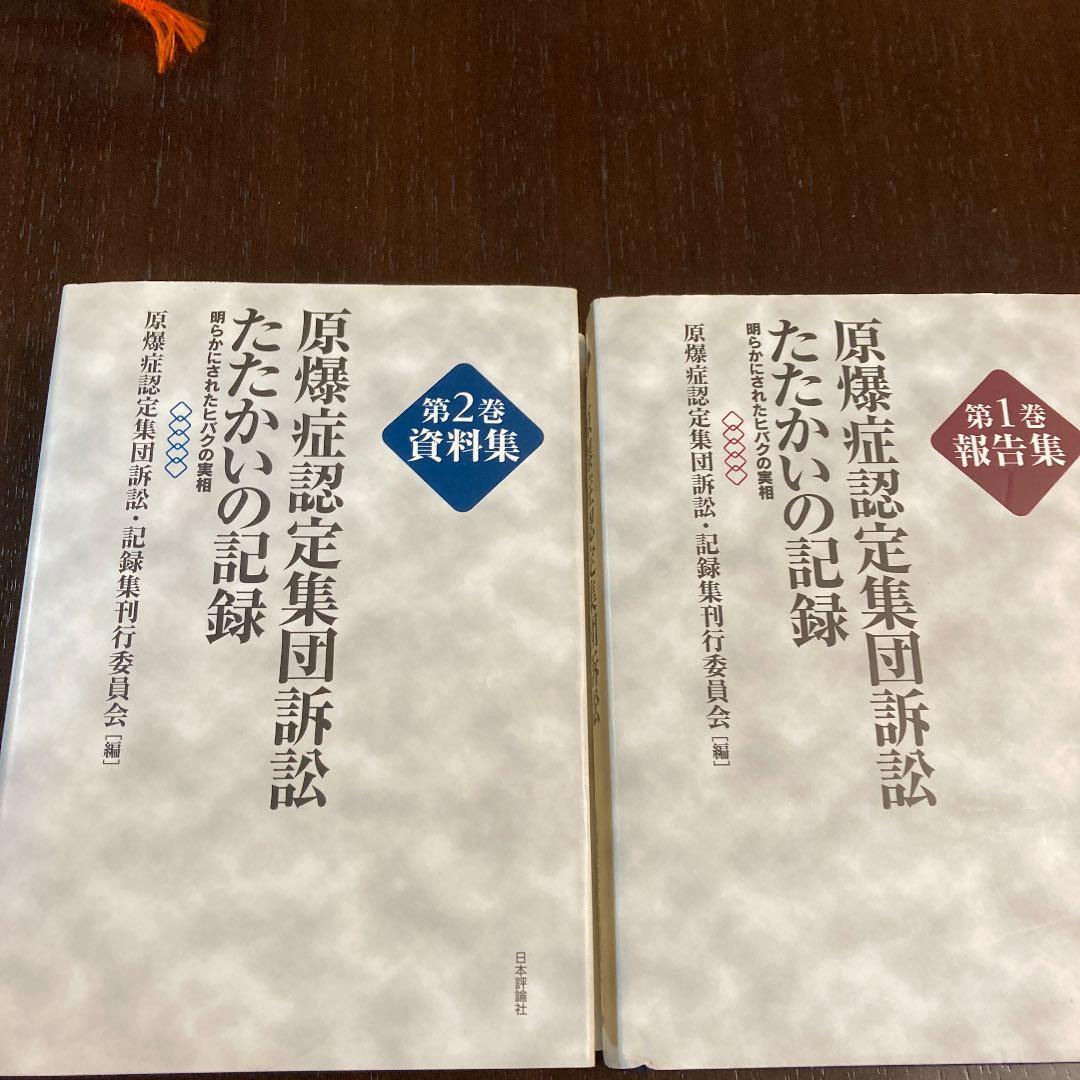 第2巻
資料集
原爆症認定集団訴訟
たたかいの記録
明らかにされたヒバクの実相
原爆症認定集団訴訟・記録集刊行委員会[編]
日本評論社
第1巻
報告集
原爆症認定集団訴訟
たたかいの記録
明らかにされたヒバクの実相
原爆症認定集団訴訟・記録集刊行委員会[編]